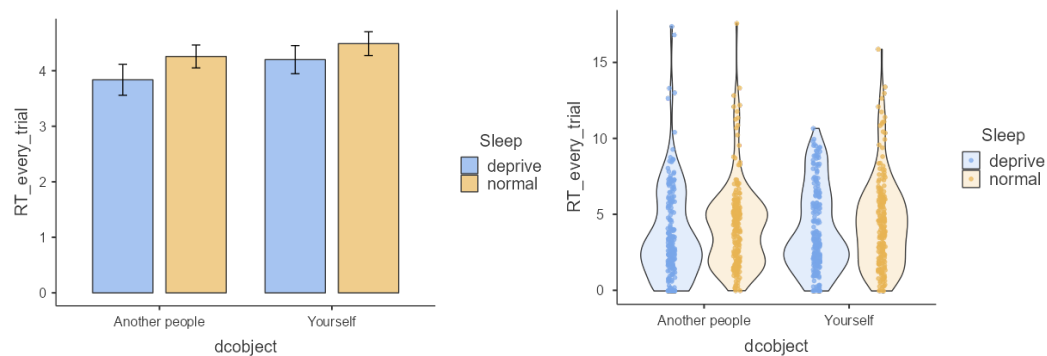 RT_every_trial
4
3
2
1
0
Another people
Yourself
dcobject
Sleep
deprive
normal
RT_every_trial
15
10
5
0
Another people
Yourself
dcobject
Sleep
deprive
normal